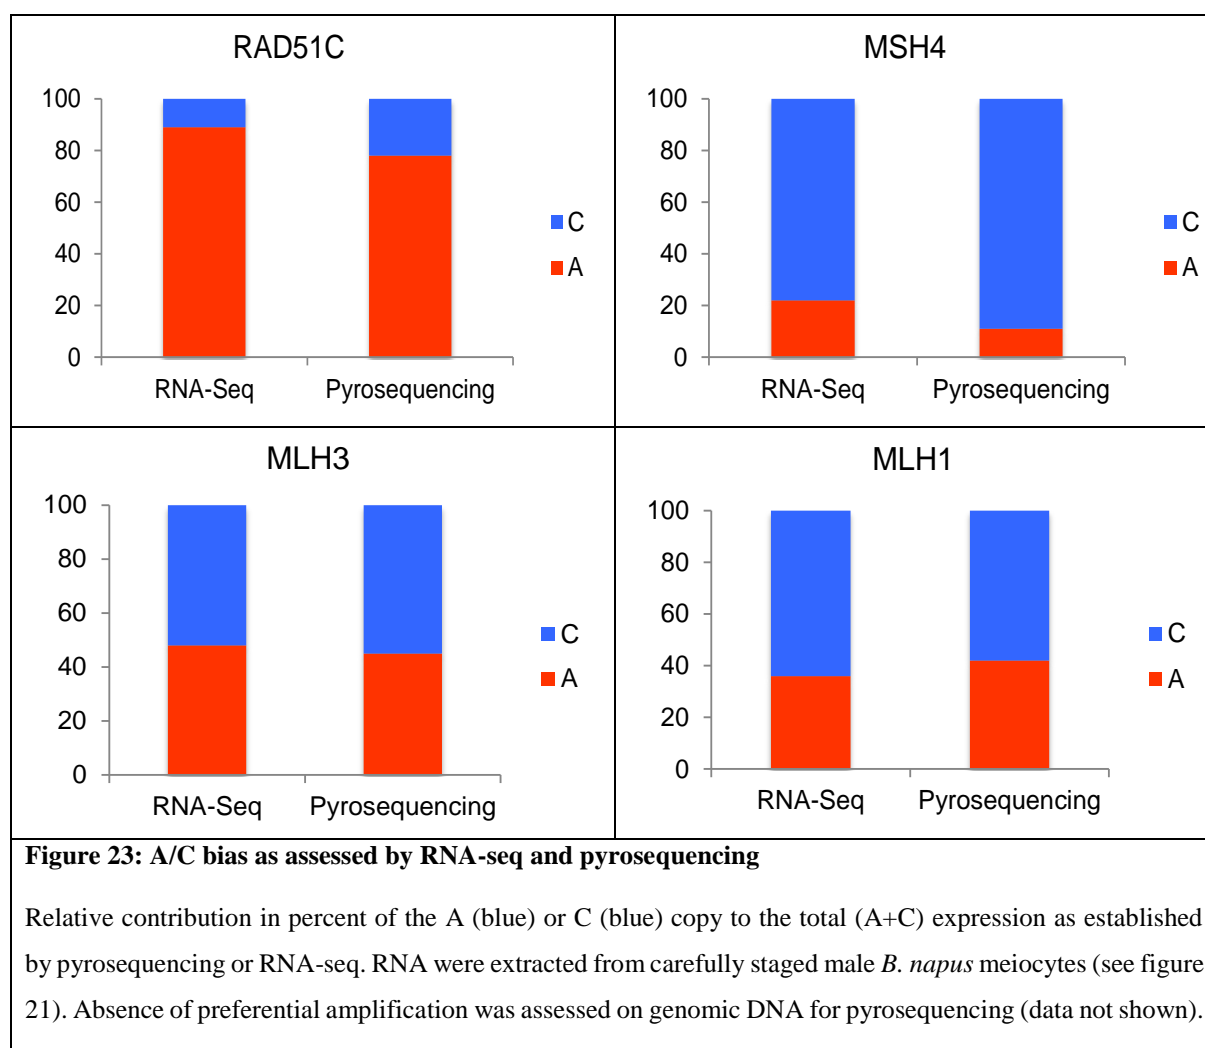 RAD51C
100
80
60
40
20
0
C
A
RNA-Seq Pyrosequencing
MSH4
100
80
60
40
20
0
C
A
RNA-Seq Pyrosequencing
MLH3
100
80
60
40
20
0
C
A
RNA-Seq Pyrosequencing
MLH1
100
80
60
40
20
0
C
A
RNA-Seq Pyrosequencing
Figure 23: A/C bias as assessed by RNA-seq and pyrosequencing
Relative contribution in percent of the A (blue) or C (blue) copy to the total (A+C) expression as established
by pyrosequencing or RNA-seq. RNA were extracted from carefully staged male B. napus meiocytes (see figure
21). Absence of preferential amplification was assessed on genomic DNA for pyrosequencing (data not shown).